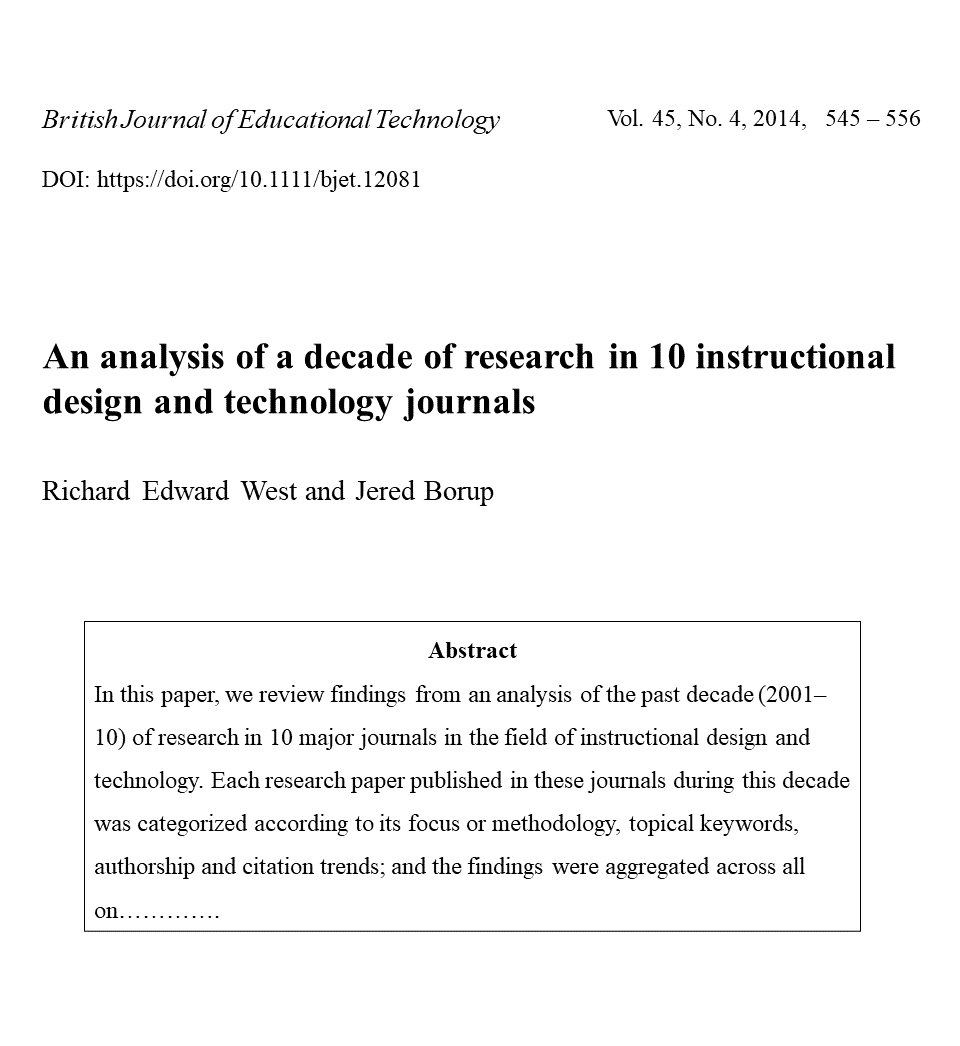 British Journal of Educational Technology Vol. 45, No. 4, 2014, 545 – 556
DOI: https://doi.org/10.1111/bjet.12081
An analysis of a decade of research in 10 instructional
design and technology journals
Richard Edward West and Jered Borup
Abstract
In this paper, we review findings from an analysis of the past decade (2001–
10) of research in 10 major journals in the field of instructional design and
technology. Each research paper published in these journals during this decade
was categorized according to its focus or methodology, topical keywords,
authorship and citation trends; and the findings were aggregated across all
on………….